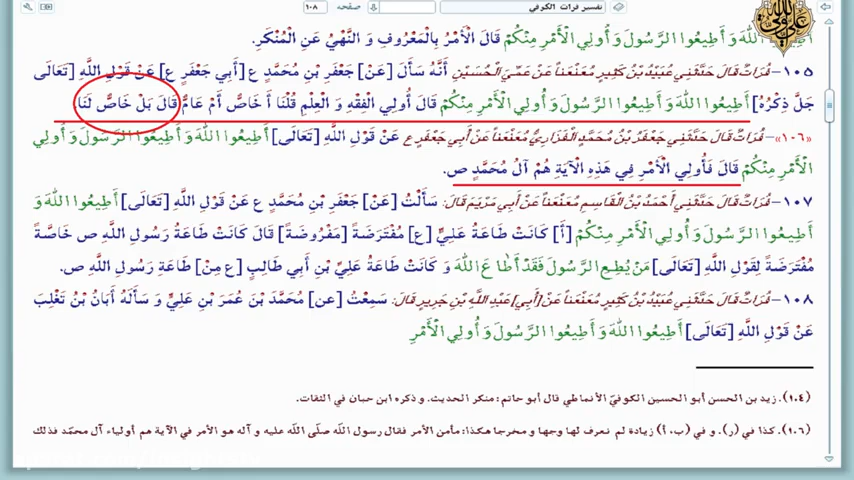 تفسير فرات الكوفي
صفحه
١٠٨
أَطِيعُوا اللَّهَ وَ أَطِيعُوا الرَّسُولَ وَ أُولِي الْأَمْرِ مِنْكُمْ قَالَ الْأَمْرُ بِالْمَعْرُوفِ وَ النَّهْيُ عَنِ الْمُنْكَرِ.
١٠٥- فُرَاتٌ قَالَ حَدَّثَنِي عُبَيْدُ بْنُ كَثِيرٍ مُعَنْعَناً عَنْ عَمِّيَ الْحُسَيْنِ أَنَّهُ سَأَلَ [عَنْ] جَعْفَرِ بْنِ مُحَمَّدٍ ع [أَبِي جَعْفَرٍ ع] عَنْ قَوْلِ اللَّهِ [تَعَالَى
جَلَّ ذِكْرُهُ] أَطِيعُوا اللَّهَ وَ أَطِيعُوا الرَّسُولَ وَ أُولِي الْأَمْرِ مِنْكُمْ قَالَ أُولِي الْفِقْهِ وَ الْعِلْمِ قُلْنَا أَ خَاصٌّ أَمْ عَامٌّ قَالَ بَلْ خَاصٌّ لَنَا.
«١٠٦»- فُرَاتٌ قَالَ حَدَّثَنِي جَعْفَرُ بْنُ مُحَمَّدٍ الْفَزَارِيُّ مُعَنْعَناً عَنْ أَبِي جَعْفَرٍ ع عَنْ قَوْلِ اللَّهِ [تَعَالَى] أَطِيعُوا اللَّهَ وَ أَطِيعُوا الرَّسُولَ وَ أُولِي
الْأَمْرِ مِنْكُمْ قَالَ فَأُولِي الْأَمْرِ فِي هَذِهِ الْآيَةِ هُمْ آلُ مُحَمَّدٍ ص.
١٠٧- فُرَاتٌ قَالَ حَدَّثَنِي أَحْمَدُ بْنُ الْقَاسِمِ مُعَنْعَناً عَنْ أَبِي مَرْيَمَ قَالَ: سَأَلْتُ [عَنْ] جَعْفَرِ بْنِ مُحَمَّدٍ ع عَنْ قَوْلِ اللَّهِ [تَعَالَى] أَطِيعُوا اللَّهَ وَ
أَطِيعُوا الرَّسُولَ وَ أُولِي الْأَمْرِ مِنْكُمْ [أَ] كَانَتْ طَاعَةُ عَلِيٍّ [ع] مُفْتَرَضَةً [مَفْرُوضَةً] قَالَ كَانَتْ طَاعَةُ رَسُولِ اللَّهِ ص خَاصَّةً
مُفْتَرَضَةً لِقَوْلِ اللَّهِ [تَعَالَى] مَنْ يُطِعِ الرَّسُولَ فَقَدْ أَطَاعَ اللَّهَ وَ كَانَتْ طَاعَةُ عَلِيِّ بْنِ أَبِي طَالِبٍ [ع مِنْ] طَاعَةِ رَسُولِ اللَّهِ ص.
١٠٨- فُرَاتٌ قَالَ حَدَّثَنِي عُبَيْدُ بْنُ كَثِيرٍ مُعَنْعَناً عَنْ [أَبِي] عَبْدِ اللَّهِ بْنِ جَرِيرٍ قَالَ: سَمِعْتُ [عن] مُحَمَّدَ بْنَ عُمَرَ بْنِ عَلِيٍّ وَ سَأَلَهُ أَبَانُ بْنُ تَغْلِبَ
عَنْ قَوْلِ اللَّهِ [تَعَالَى] أَطِيعُوا اللَّهَ وَ أَطِيعُوا الرَّسُولَ وَ أُولِي الْأَمْرِ
(١٠٤). زيد بن الحسن أبو الحسين الكوفيّ الأنماطي قال أبو حاتم: منكر الحديث. و ذكره ابن حبان في الثقات.
(١٠٦). كذا في (ر). و في (ب، أ) زيادة لم نعرف لها وجها و مخرجا هكذا: مأمن الأمر فقال رسول اللّه صلّى اللّه عليه و آله هو الأمر في الآية هم أولياء آل محمّد فذلك